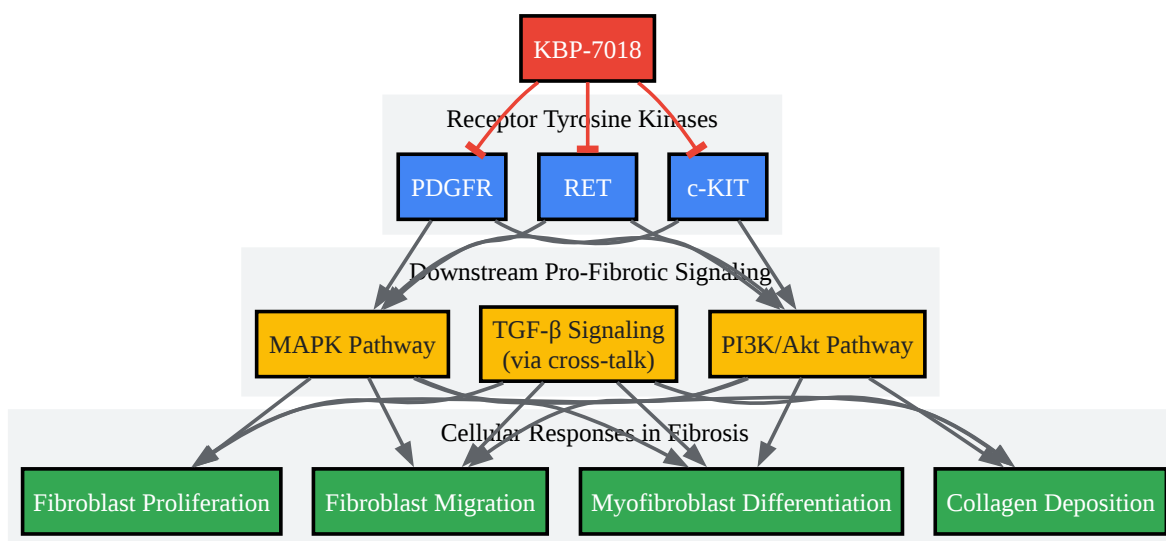 KBP-7018
Receptor Tyrosine Kinases
PDGFR
RET
c-KIT
Downstream Pro-Fibrotic Signaling
MAPK Pathway
TGF-β Signaling
(via cross-talk)
PI3K/Akt Pathway
Cellular Responses in Fibrosis
Fibroblast Proliferation
Fibroblast Migration
Myofibroblast Differentiation
Collagen Deposition